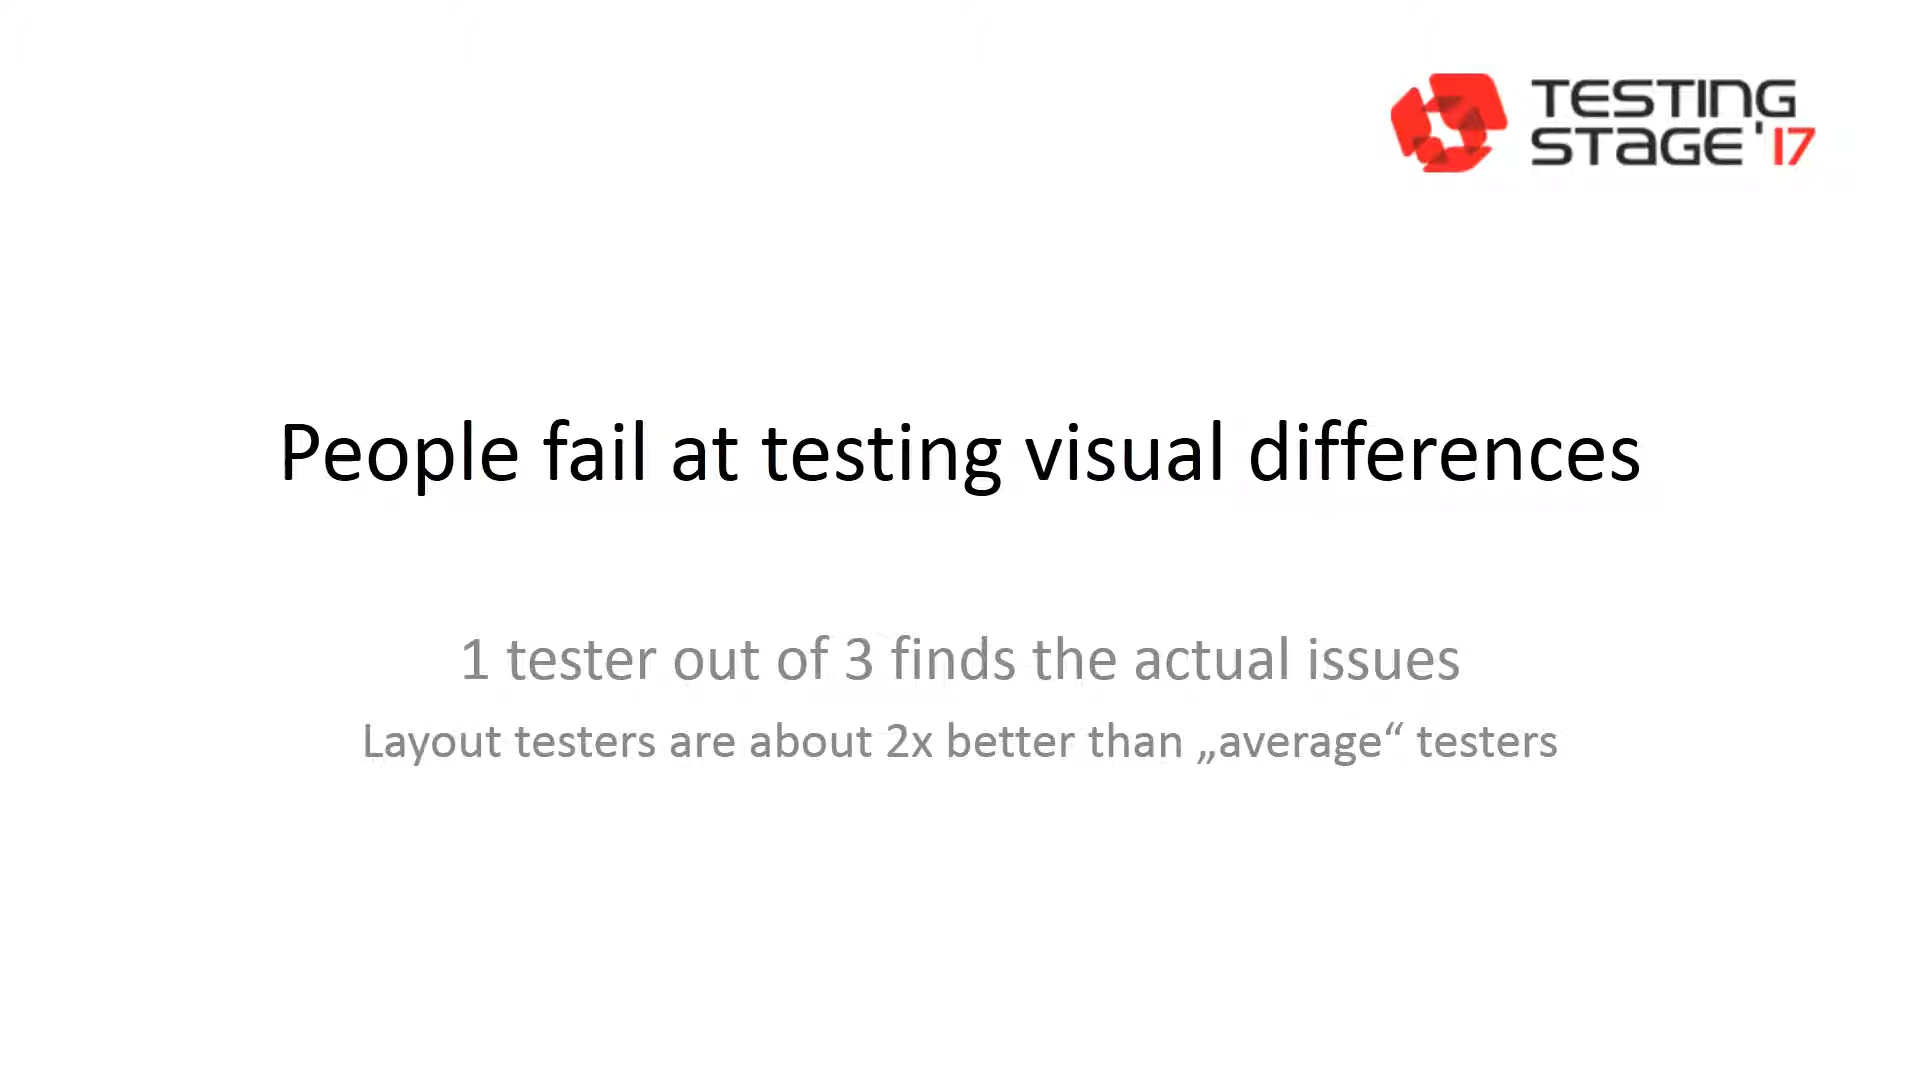 TESTING
STAGE'17
People fail at testing visual differences
1 tester out of 3 finds the actual issues
Layout testers are about 2x better than „average“ testers